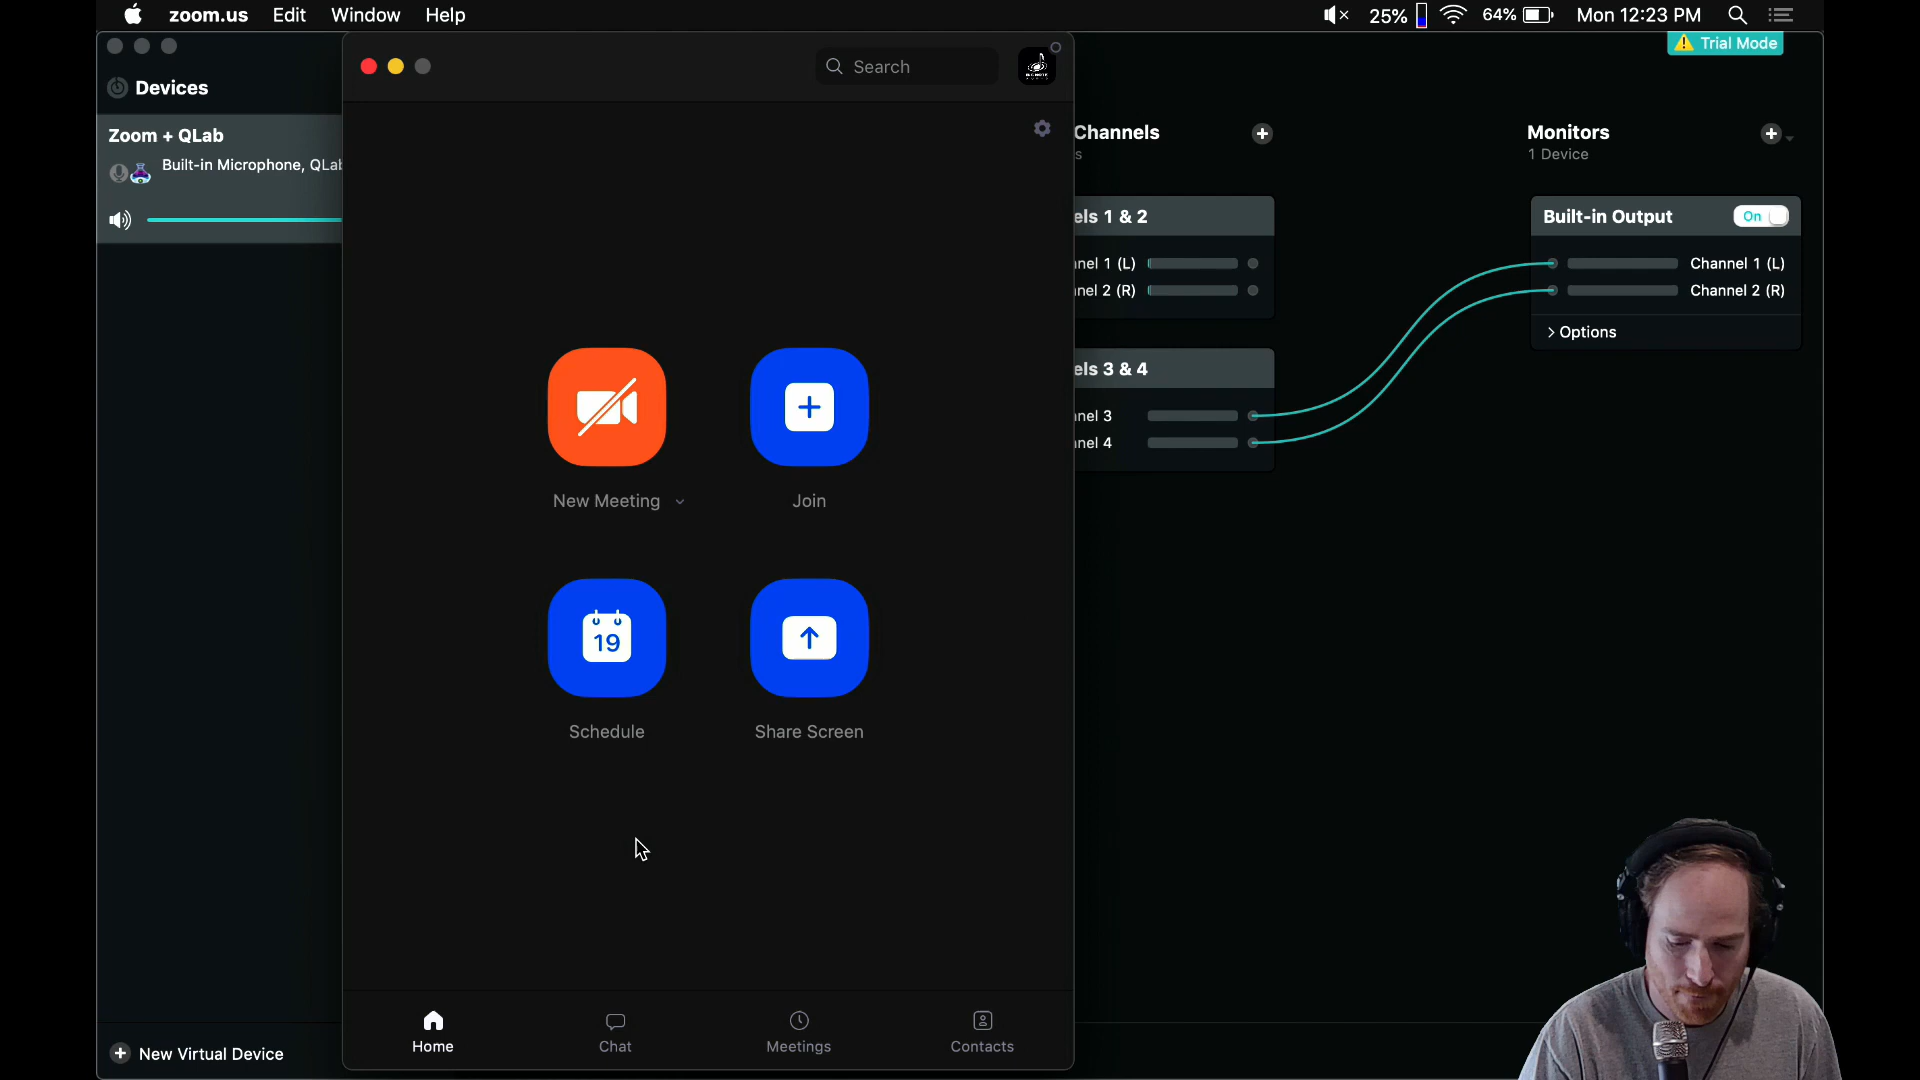 zoom.us Edit Window Help
25% 64% Mon 12:23 PM
Trial Mode
Devices
Zoom + QLab
Built-in Microphone, QLab
Search
New Meeting
Join
19
Schedule
Share Screen
Home
Chat
Meetings
Contacts
New Virtual Device
Channels
s
els 1 & 2
nel 1 (L)
nel 2 (R)
els 3 & 4
nel 3
nel 4
Monitors
1 Device
Built-in Output On
Channel 1 (L)
Channel 2 (R)
Options